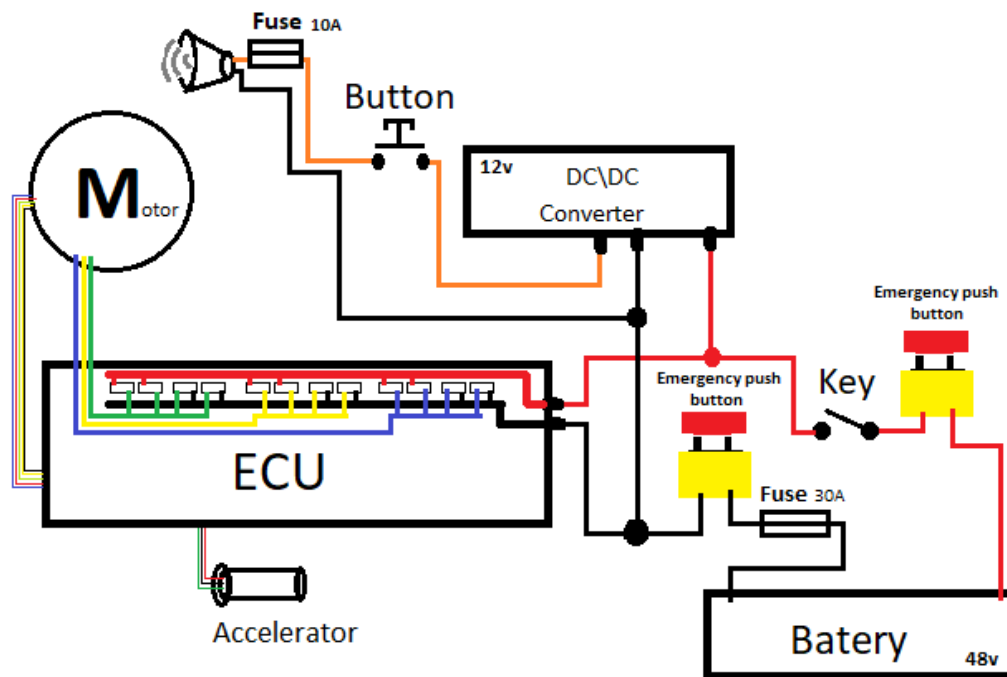 Fuse 10A
Button
12v
DC\DC
Converter
Motor
Emergency push
button
Emergency push
button
Key
ECU
Fuse 30A
Accelerator
Batery
48v